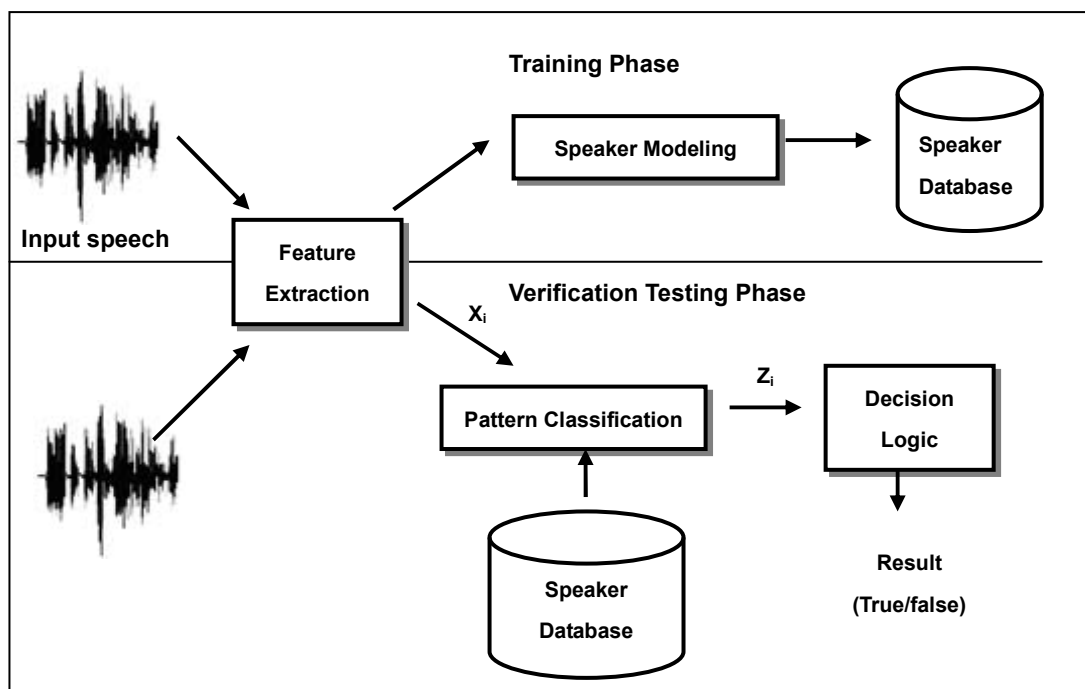 Training Phase
Speaker Modeling
Speaker
Database
Input speech
Feature
Extraction
Verification Testing Phase
Xi
Zi
Pattern Classification
Decision
Logic
Speaker
Database
Result
(True/false)